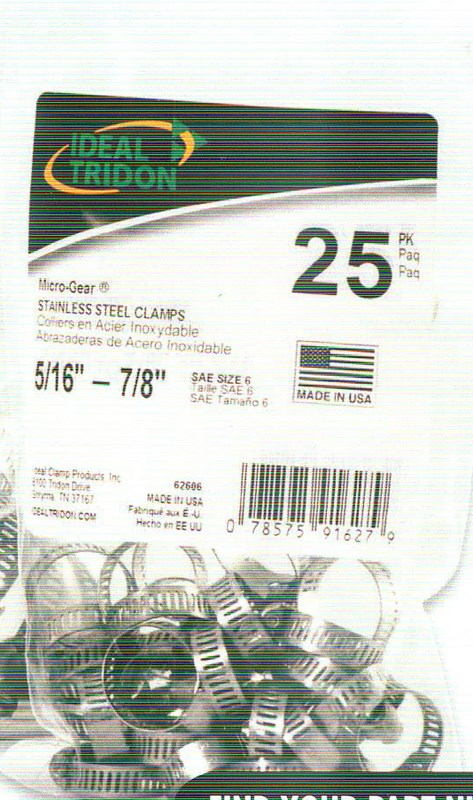 IDEAL
TRIDON
25 PK
Paq
Paq
Micro-Gear ®
STAINLESS STEEL CLAMPS
Colliers en Acier Inoxydable
Abrazaderas de Acero Inoxidable
5/16" – 7/8"
SAE SIZE 6
Taille SAE 6
SAE Tamaño 6
MADE IN USA
Ideal Clamp Products, Inc.
8100 Tridon Drive
Smyrna, TN 37167
IDEALTRIDON.COM
62606
MADE IN USA
Fabriqué aux É.-U.
Hecho en EE UU
0 78575 91627 9
FIND YOUR PART